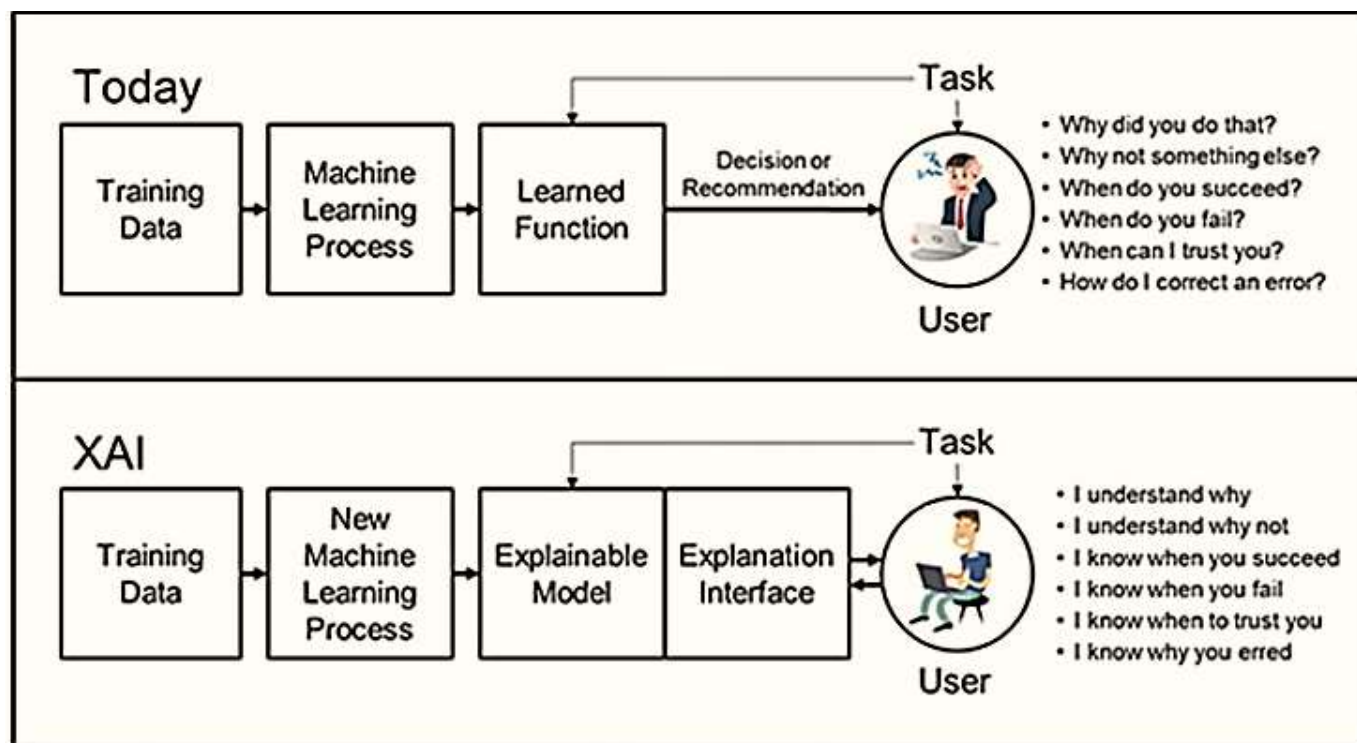 Today
Task
Training
Data
Machine
Learning
Process
Learned
Function
Decision or
Recommendation
User
• Why did you do that?
• Why not something else?
• When do you succeed?
• When do you fail?
• When can I trust you?
• How do I correct an error?
XAI
Task
Training
Data
New
Machine
Learning
Process
Explainable
Model
Explanation
Interface
User
• I understand why
• I understand why not
• I know when you succeed
• I know when you fail
• I know when to trust you
• I know why you erred